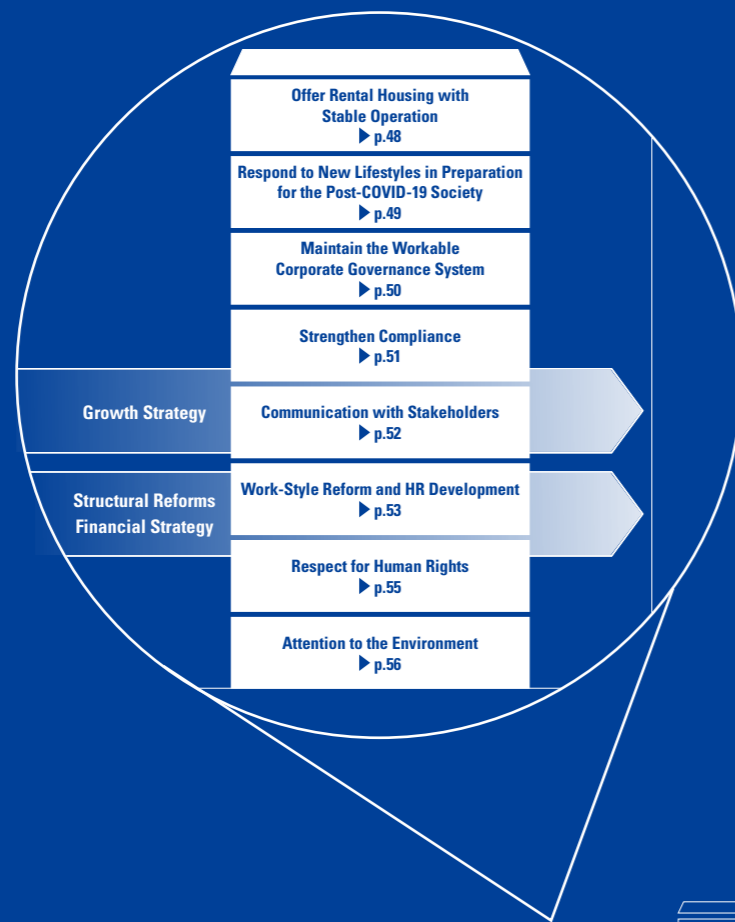 Offer Rental Housing with
Stable Operation
▶ p.48
Respond to New Lifestyles in Preparation
for the Post-COVID-19 Society
▶ p.49
Maintain the Workable
Corporate Governance System
▶ p.50
Strengthen Compliance
▶ p.51
Growth Strategy
Communication with Stakeholders
▶ p.52
Structural Reforms
Financial Strategy
Work-Style Reform and HR Development
▶ p.53
Respect for Human Rights
▶ p.55
Attention to the Environment
▶ p.56